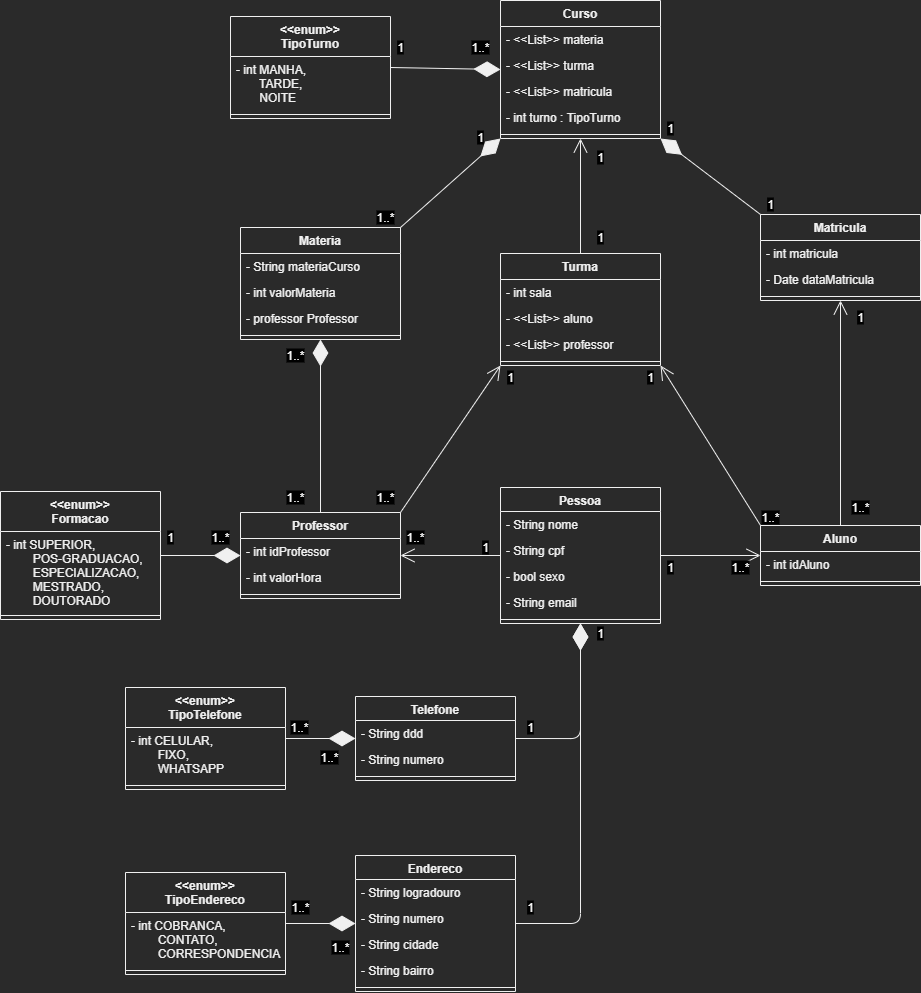 <<enum>>
TipoTurno
- int MANHA,
TARDE,
NOITE
1
1..*
Curso
- <<List>> materia
- <<List>> turma
- <<List>> matricula
- int turno : TipoTurno
1
1
1
1..*
1
1
Materia
- String materiaCurso
- int valorMateria
- professor Professor
Turma
- int sala
- <<List>> aluno
- <<List>> professor
Matricula
- int matricula
- Date dataMatricula
1..*
1
1
1
1..*
1..*
1..*
1..*
<<enum>>
Formacao
- int SUPERIOR,
POS-GRADUACAO,
ESPECIALIZACAO,
MESTRADO,
DOUTORADO
1
1..*
Professor
- int idProfessor
- int valorHora
1..*
1
Pessoa
- String nome
- String cpf
- bool sexo
- String email
1
1..*
Aluno
- int idAluno
1
<<enum>>
TipoTelefone
- int CELULAR,
FIXO,
WHATSAPP
1..*
1..*
Telefone
- String ddd
- String numero
1
<<enum>>
TipoEndereco
- int COBRANCA,
CONTATO,
CORRESPONDENCIA
1..*
1..*
Endereco
- String logradouro
- String numero
- String cidade
- String bairro
1